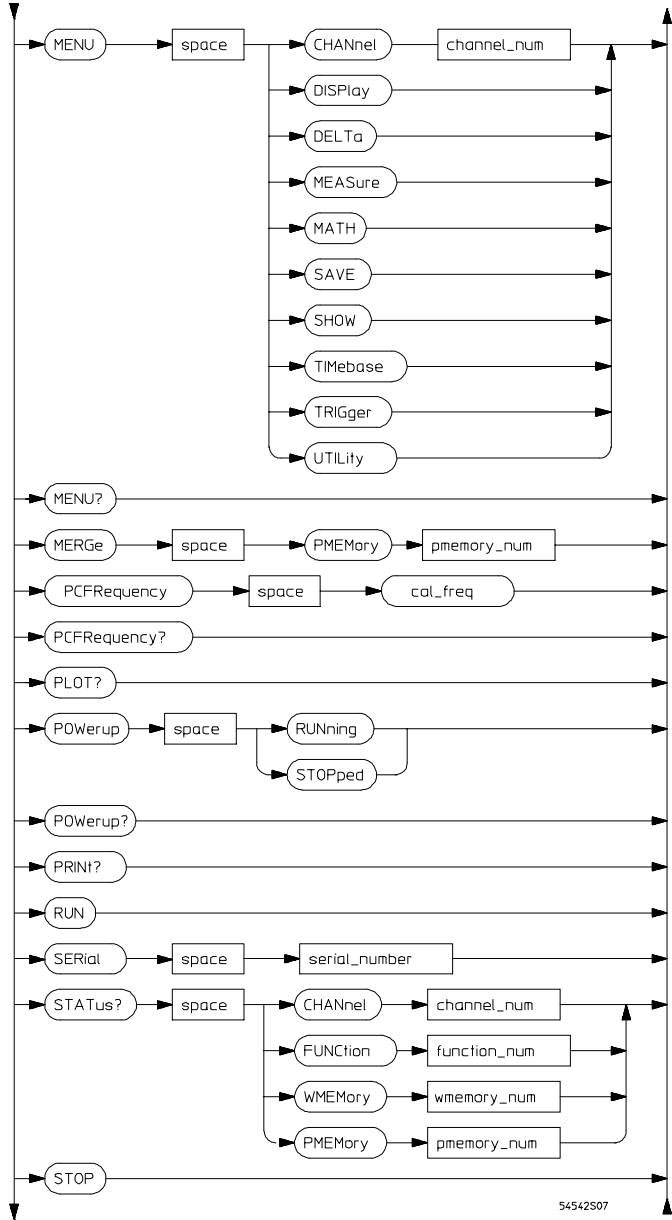 MENU space CHANnel channel_num
DISPlay
DELTa
MEASure
MATH
SAVE
SHOW
TIMebase
TRIGger
UTILity
MENU?
MERGe space PMEMory pmemory_num
PCFRequency space cal_freq
PCFRequency?
PLOT?
POWerup space RUNning
STOPped
POWerup?
PRINt?
RUN
SERial space serial_number
STATus? space CHANnel channel_num
FUNCtion function_num
WMEMory wmemory_num
PMEMory pmemory_num
STOP
54542S07